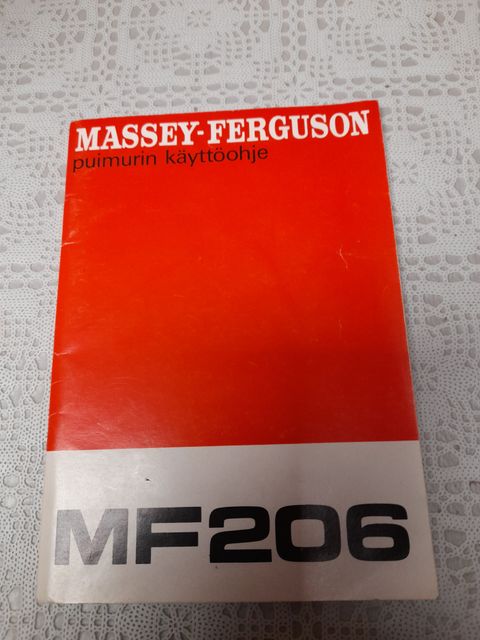 MASSEY-FERGUSON
puimurin käyttöohje
MF206